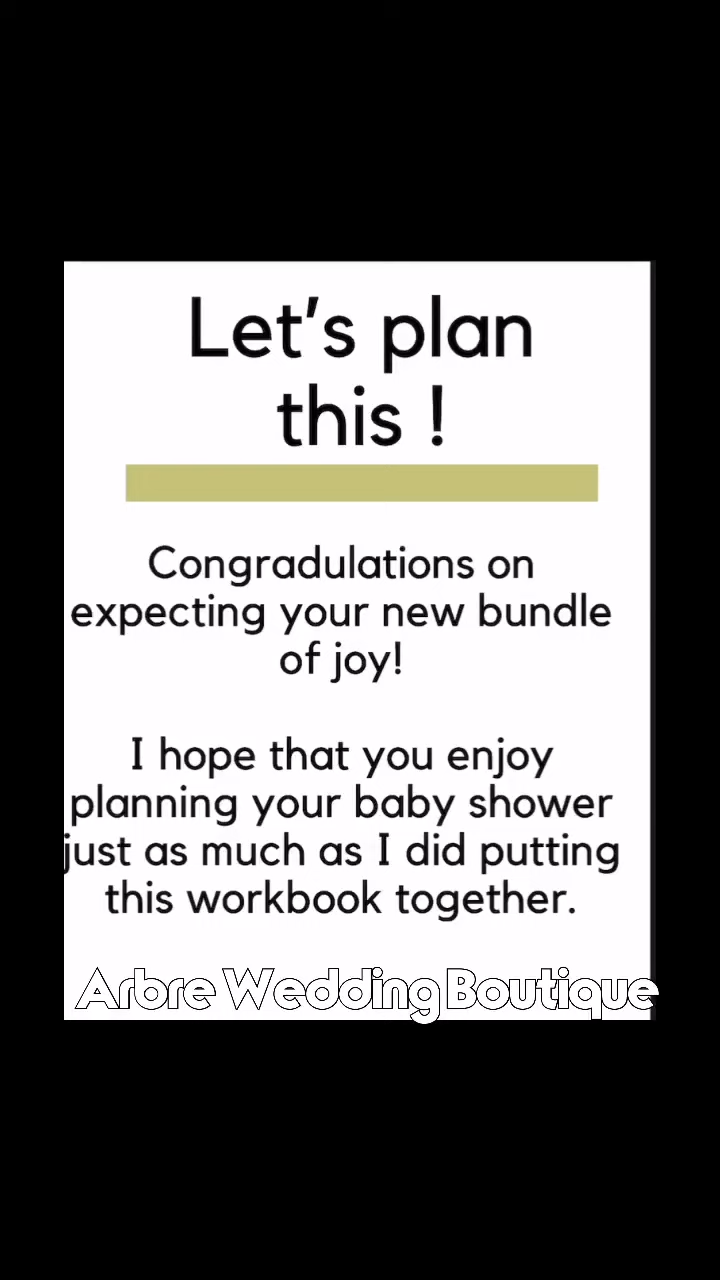 Let’s plan
this !
Congradulations on
expecting your new bundle
of joy!
I hope that you enjoy
planning your baby shower
just as much as I did putting
this workbook together.
Arbre Wedding Boutique